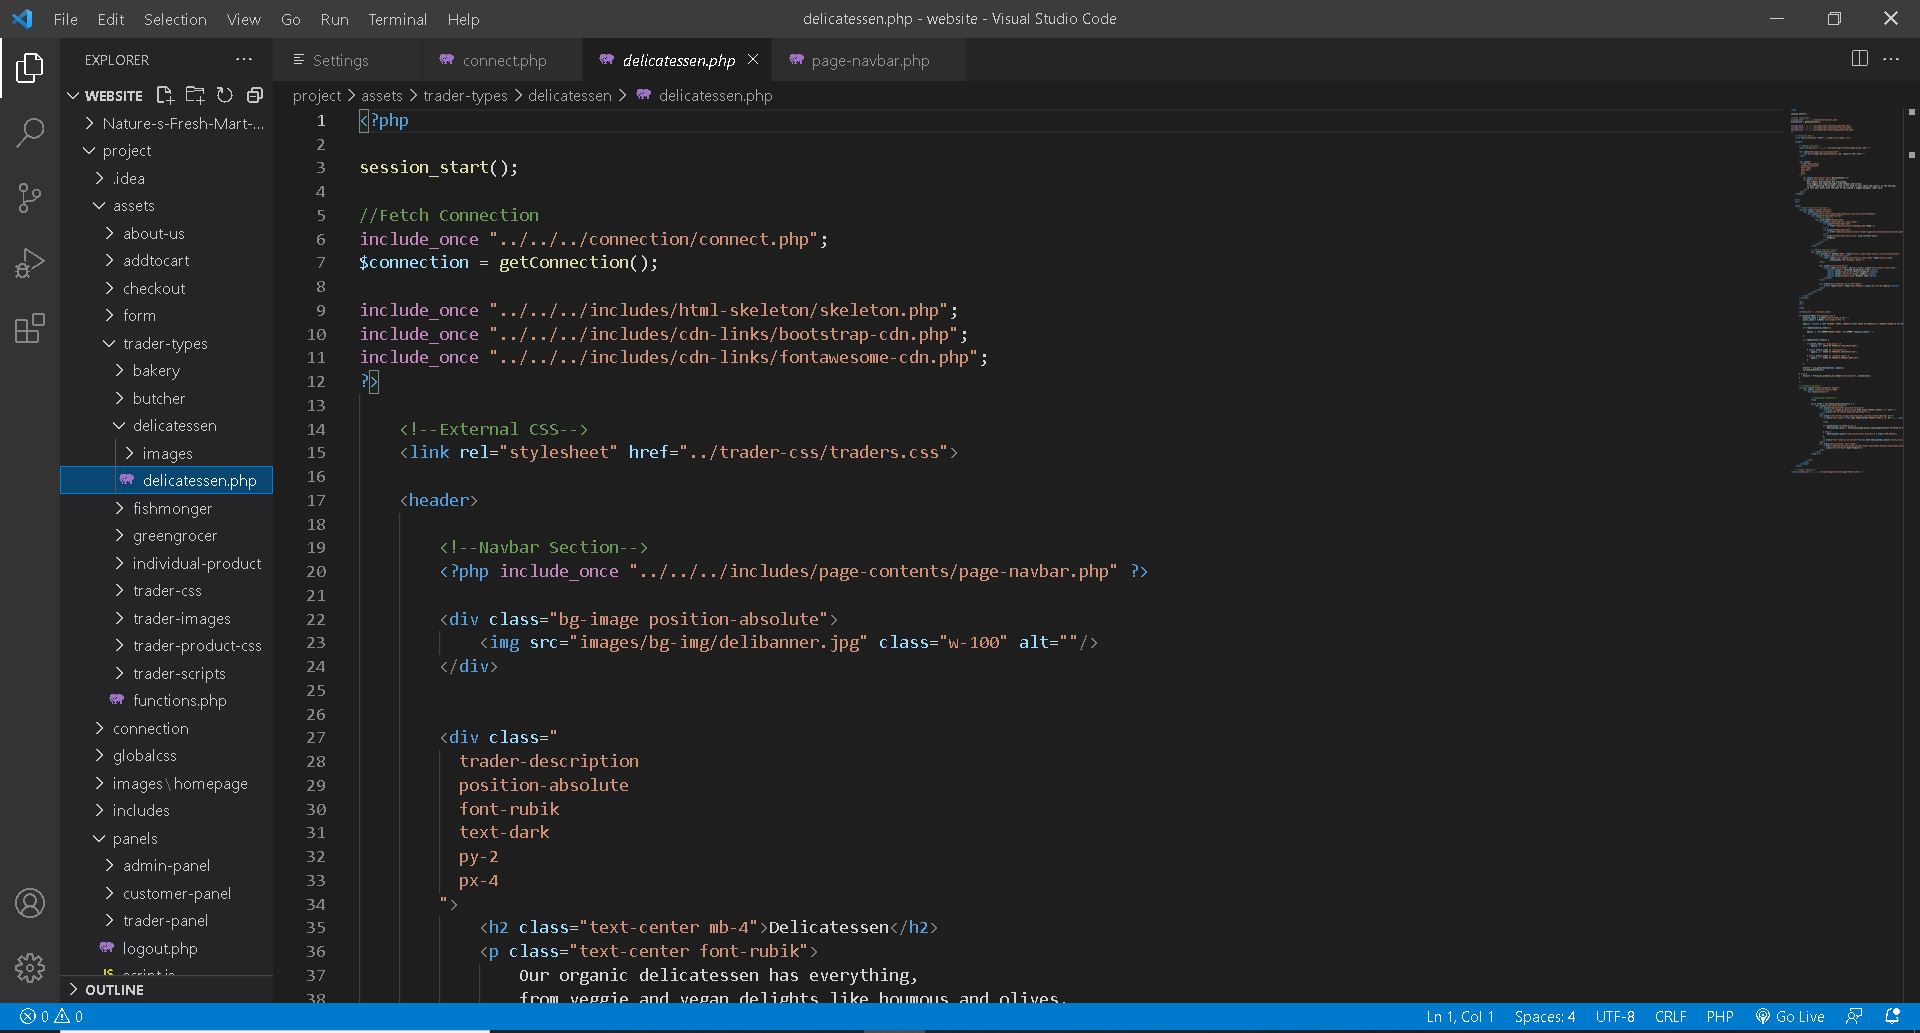 File Edit Selection View Go Run Terminal Help
delicatessen.php - website - Visual Studio Code
EXPLORER
WEBSITE
Nature-s-Fresh-Mart-...
project
.idea
assets
about-us
addtocart
checkout
form
trader-types
bakery
butcher
delicatessen
images
delicatessen.php
fishmonger
greengrocer
individual-product
trader-css
trader-images
trader-product-css
trader-scripts
functions.php
connection
globalcss
images\homepage
includes
panels
admin-panel
customer-panel
trader-panel
logout.php
JS script.js
OUTLINE
Settings connect.php delicatessen.php page-navbar.php
project > assets > trader-types > delicatessen > delicatessen.php
1 <?php
2
3 session_start();
4
5 //Fetch Connection
6 include_once "../../../connection/connect.php";
7 $connection = getConnection();
8
9 include_once "../../../includes/html-skeleton/skeleton.php";
10 include_once "../../../includes/cdn-links/bootstrap-cdn.php";
11 include_once "../../../includes/cdn-links/fontawesome-cdn.php";
12 ?>
13
14 <!--External CSS-->
15 <link rel="stylesheet" href="../trader-css/traders.css">
16
17 <header>
18
19 <!--Navbar Section-->
20 <?php include_once "../../../includes/page-contents/page-navbar.php" ?>
21
22 <div class="bg-image position-absolute">
23 <img src="images/bg-img/delibanner.jpg" class="w-100" alt=""/>
24 </div>
25
26
27 <div class="
28 trader-description
29 position-absolute
30 font-rubik
31 text-dark
32 py-2
33 px-4
34 ">
35 <h2 class="text-center mb-4">Delicatessen</h2>
36 <p class="text-center font-rubik">
37 Our organic delicatessen has everything,
38 from veggie and vegan delights like houmous and olives,
0 0
Ln 1, Col 1 Spaces: 4 UTF-8 CRLF PHP Go Live